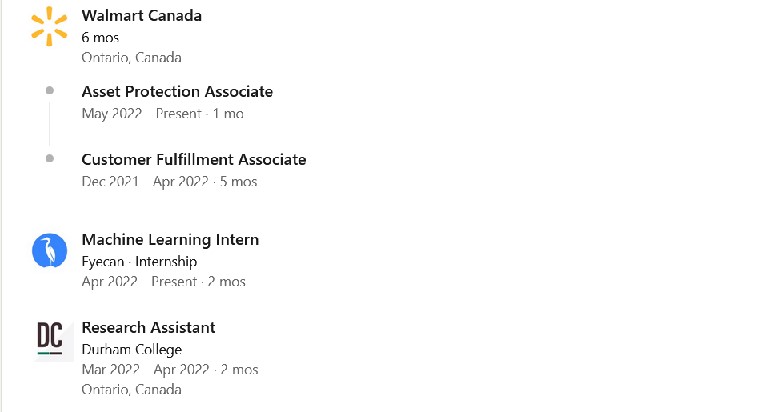 Walmart Canada
6 mos
Ontario, Canada
Asset Protection Associate
May 2022 Present · 1 mo
Customer Fulfillment Associate
Dec 2021 Apr 2022 · 5 mos
Machine Learning Intern
Eyecan · Internship
Apr 2022 Present · 2 mos
DC
Research Assistant
Durham College
Mar 2022 Apr 2022 · 2 mos
Ontario, Canada